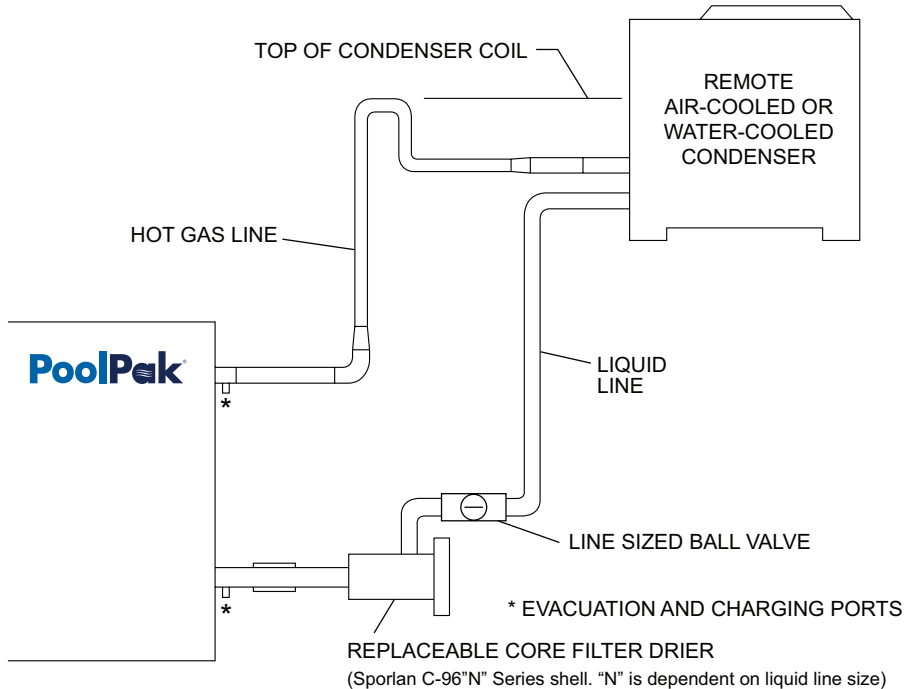 TOP OF CONDENSER COIL
REMOTE
AIR-COOLED OR
WATER-COOLED
CONDENSER
HOT GAS LINE
PoolPak®
*
LIQUID
LINE
LINE SIZED BALL VALVE
*
* EVACUATION AND CHARGING PORTS
REPLACEABLE CORE FILTER DRIER
(Sporlan C-96”N” Series shell. “N” is dependent on liquid line size)